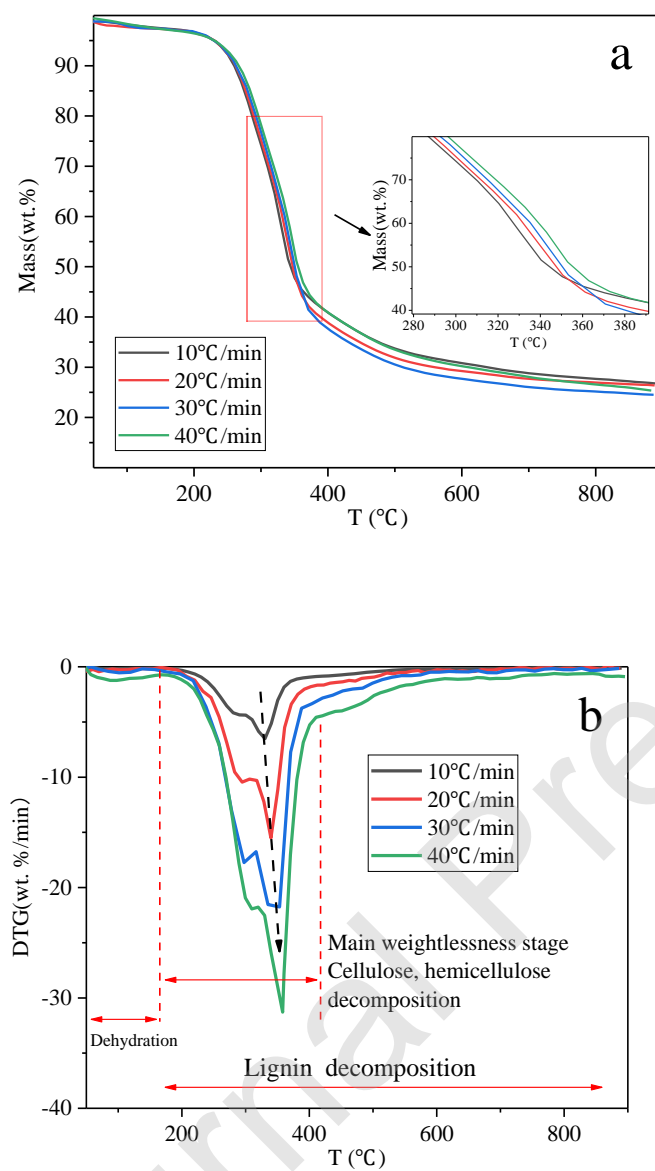 a
90
80
70
60
50
40
30
20
Mass(wt.%)
200
400
600
800
T (℃)
10℃/min
20℃/min
30℃/min
40℃/min
70
60
50
40
Mass(wt.%)
280
300
320
340
360
380
T (℃)
b
0
-10
-20
-30
-40
DTG(wt. %/min)
10℃/min
20℃/min
30℃/min
40℃/min
Main weightlessness stage
Cellulose, hemicellulose
decomposition
Dehydration
Lignin decomposition
200
400
600
800
T (℃)
rnal Pre